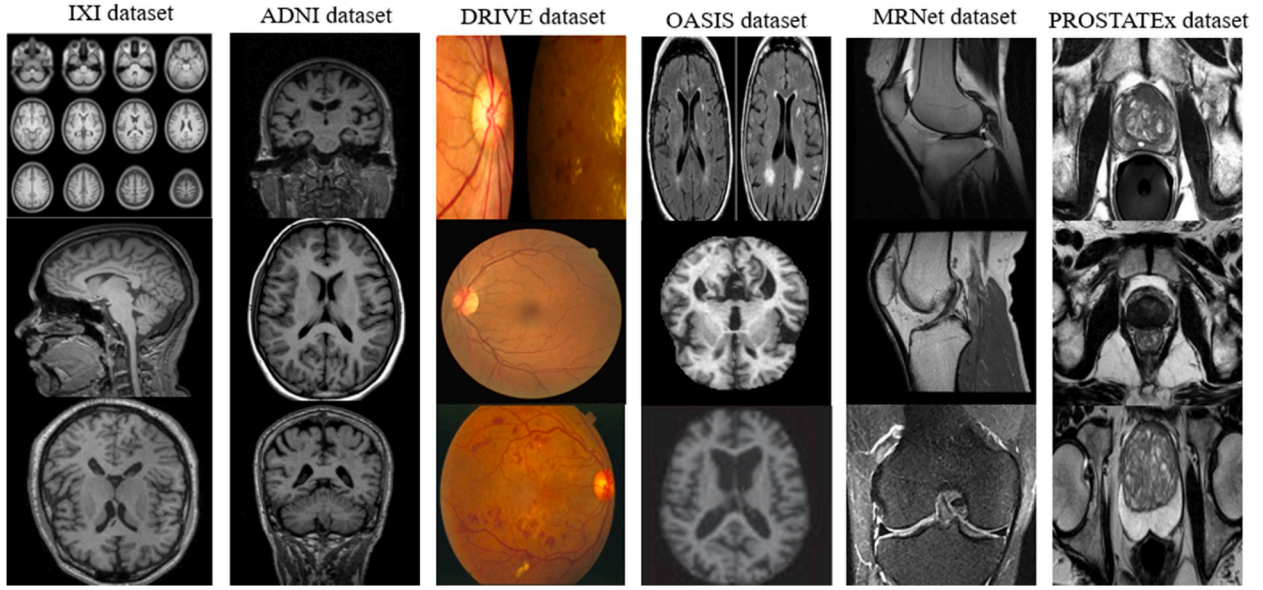 IXI dataset
ADNI dataset
DRIVE dataset
OASIS dataset
MRNet dataset
PROSTATEx dataset